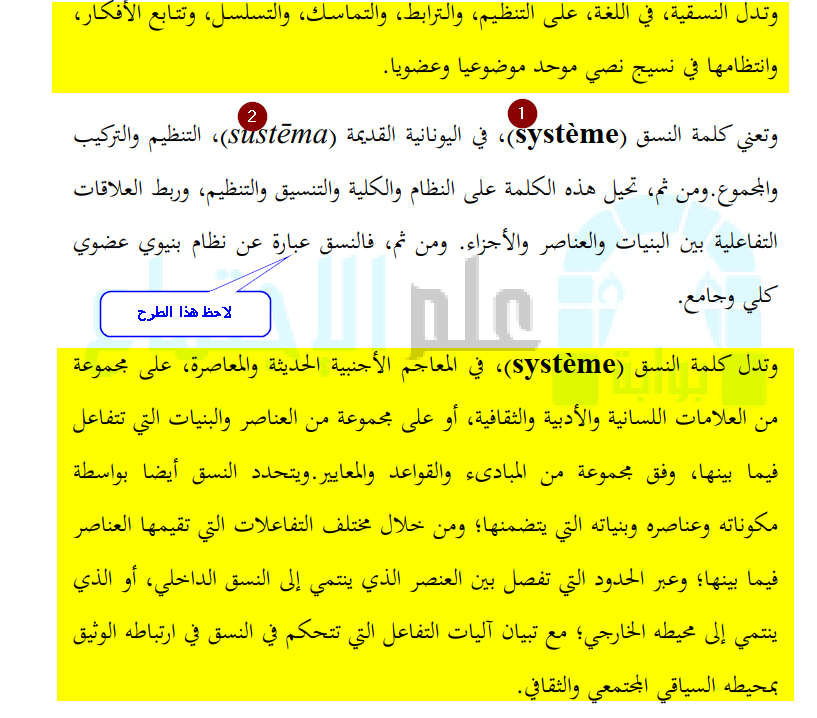 وتدل النسقية، في اللغة، على التنظيم، والترابط، والتماسك، والتسلسل، وتتابع الأفكار،
وانتظامها في نسيج نصي موحد موضوعيا وعضويا.
1
2
وتعني كلمة النسق (système)، في اليونانية القديمة (sustēma)، التنظيم والتركيب
والمجموع.ومن ثم، تحيل هذه الكلمة على النظام والكلية والتنسيق والتنظيم، وربط العلاقات
التفاعلية بين البنيات والعناصر والأجزاء. ومن ثم، فالنسق عبارة عن نظام بنيوي عضوي
كلي وجامع.
لاحظ هذا الطرح
بوابة
علم الإجتماع
وتدل كلمة النسق (système)، في المعاجم الأجنبية الحديثة والمعاصرة، على مجموعة
من العلامات اللسانية والأدبية والثقافية، أو على مجموعة من العناصر والبنيات التي تتفاعل
فيما بينها، وفق مجموعة من المبادىء والقواعد والمعايير.ويتحدد النسق أيضا بواسطة
مكوناته وعناصره وبنياته التي يتضمنها؛ ومن خلال مختلف التفاعلات التي تقيمها العناصر
فيما بينها؛ وعبر الحدود التي تفصل بين العنصر الذي ينتمي إلى النسق الداخلي، أو الذي
ينتمي إلى محيطه الخارجي؛ مع تبيان آليات التفاعل التي تتحكم في النسق في ارتباطه الوثيق
بمحيطه السياقي المجتمعي والثقافي.